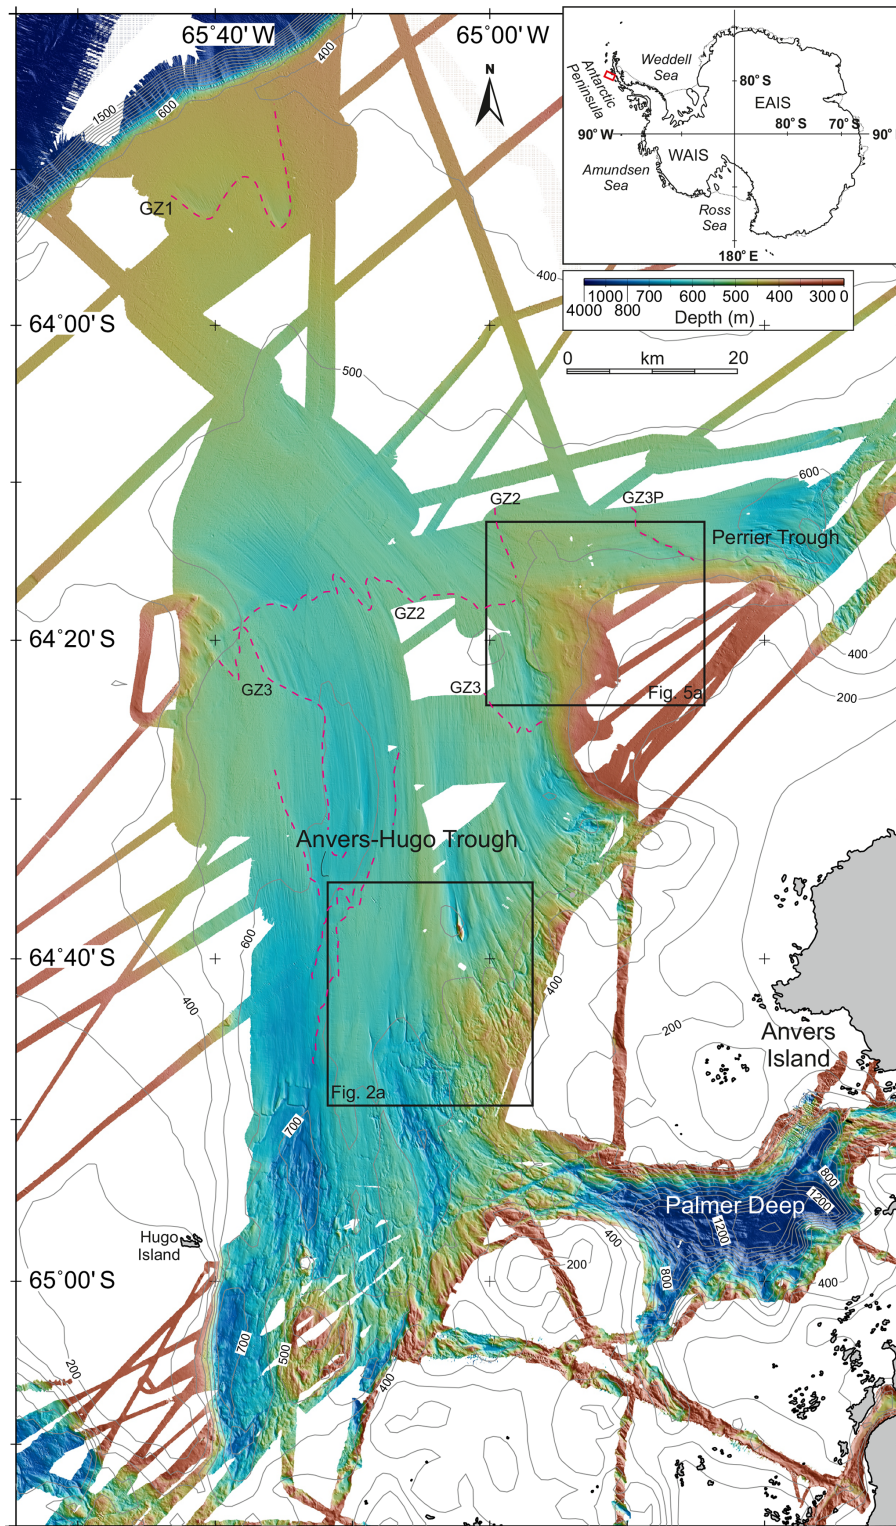 65°40' W
65°00' W
400
N
1500
600
GZ1
Weddell
Sea
Antarctic
Peninsula
80° S
EAIS
90° W
80° S
70° S
90°
WAIS
Amundsen
Sea
Ross
Sea
180° E
400
1000
700
600
500
400
300
0
4000
800
Depth (m)
0
km
20
64°00' S
500
600
GZ2
GZ3P
Perrier Trough
GZ2
64°20' S
GZ3
GZ3
Fig. 5a
400
200
Anvers-Hugo Trough
600
64°40' S
400
400
200
Anvers
Island
Fig. 2a
700
800
1200
Palmer Deep
1200
Hugo
Island
400
200
800
400
65°00' S
700
500
200
400